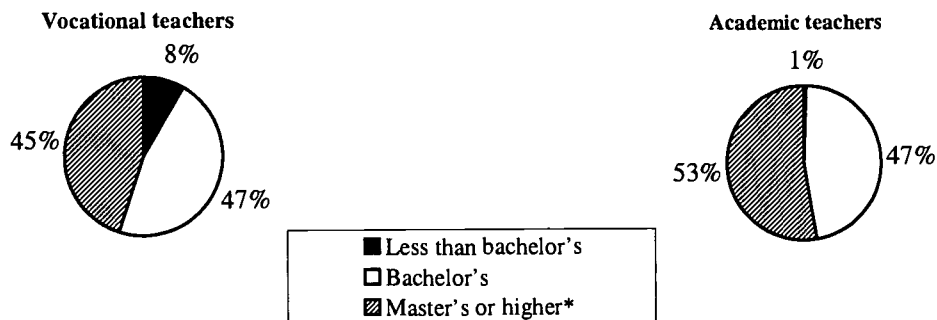 Vocational teachers
8%
45%
47%
Academic teachers
1%
53%
47%
Less than bachelor's
Bachelor's
Master's or higher*